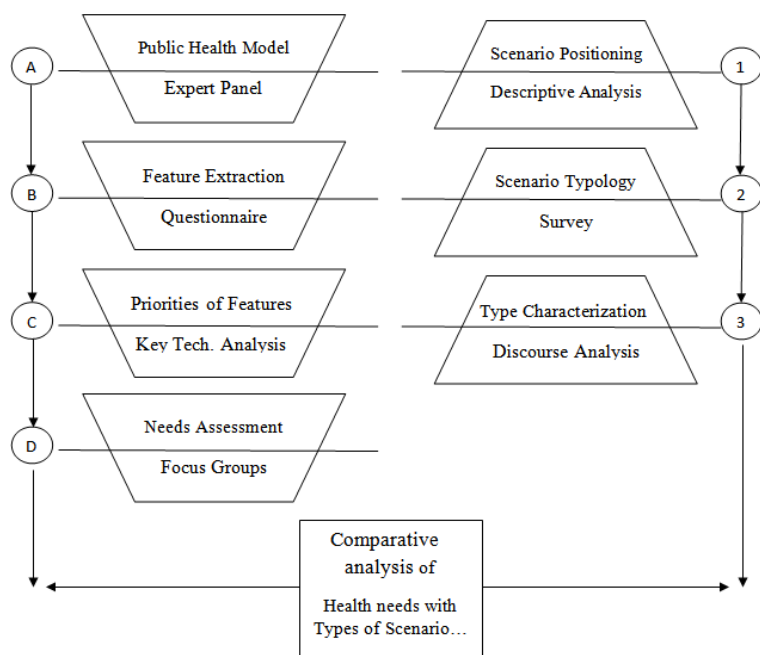 A
Public Health Model
Expert Panel
Scenario Positioning
Descriptive Analysis
1
B
Feature Extraction
Questionnaire
Scenario Typology
Survey
2
C
Priorities of Features
Key Tech. Analysis
Type Characterization
Discourse Analysis
3
D
Needs Assessment
Focus Groups
Comparative
analysis of
Health needs with
Types of Scenario…